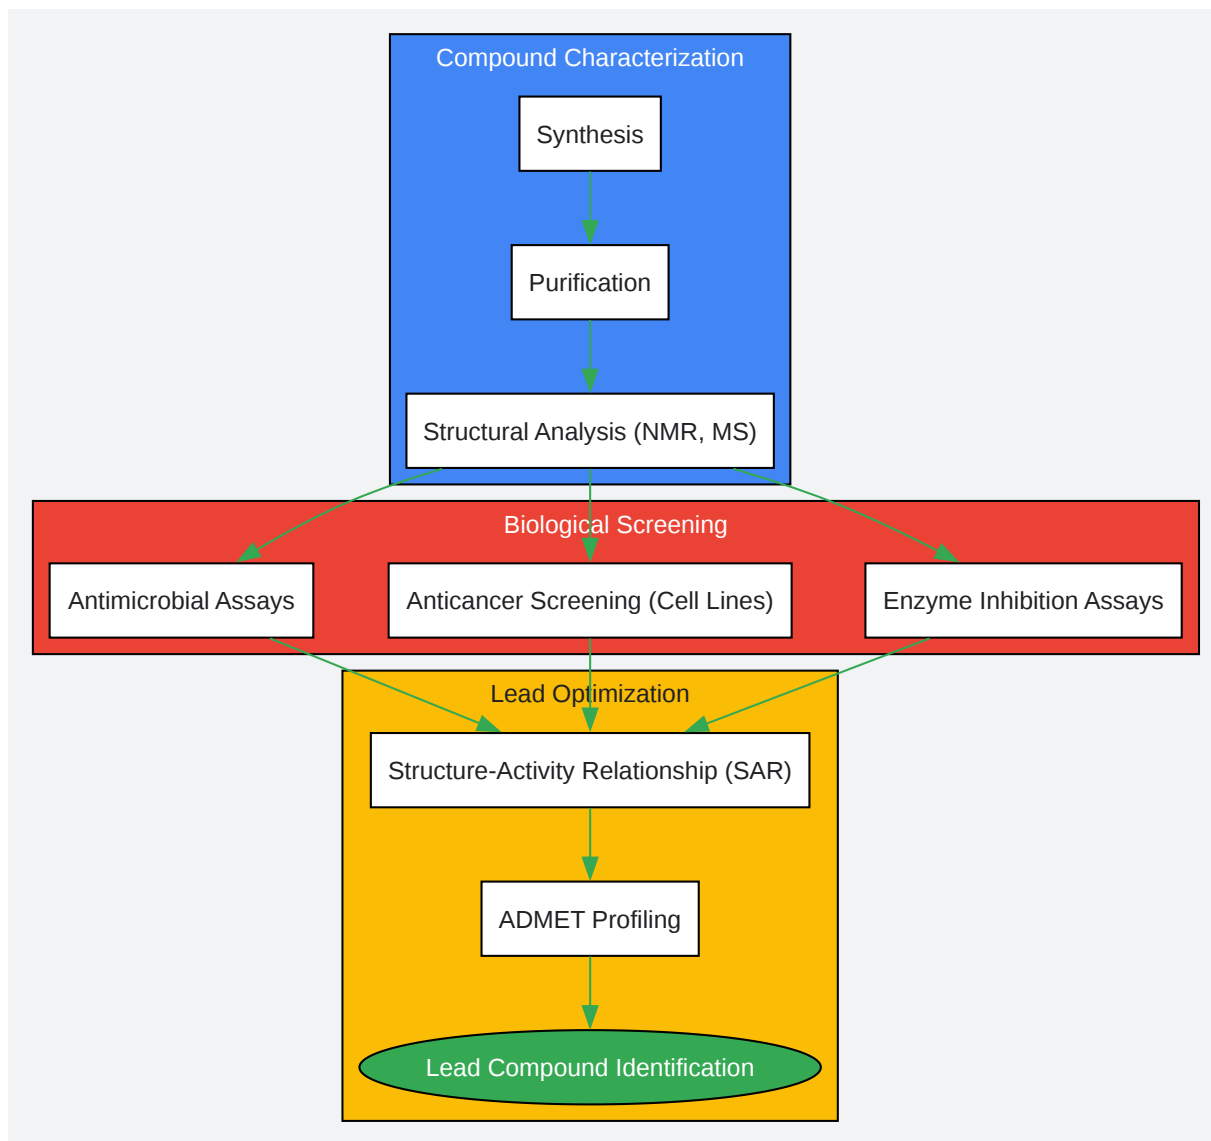 Compound Characterization
Synthesis
Purification
Structural Analysis (NMR, MS)
Biological Screening
Antimicrobial Assays
Anticancer Screening (Cell Lines)
Enzyme Inhibition Assays
Lead Optimization
Structure-Activity Relationship (SAR)
ADMET Profiling
Lead Compound Identification